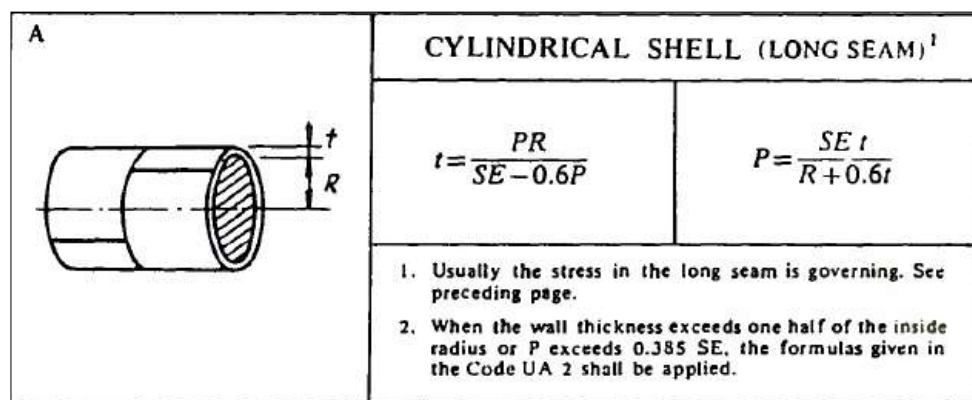 A
CYLINDRICAL SHELL (LONG SEAM)¹
t
R
t = PR / (SE − 0.6P)
P = SE t / (R + 0.6t)
1. Usually the stress in the long seam is governing. See
preceding page.
2. When the wall thickness exceeds one half of the inside
radius or P exceeds 0.385 SE, the formulas given in
the Code UA 2 shall be applied.